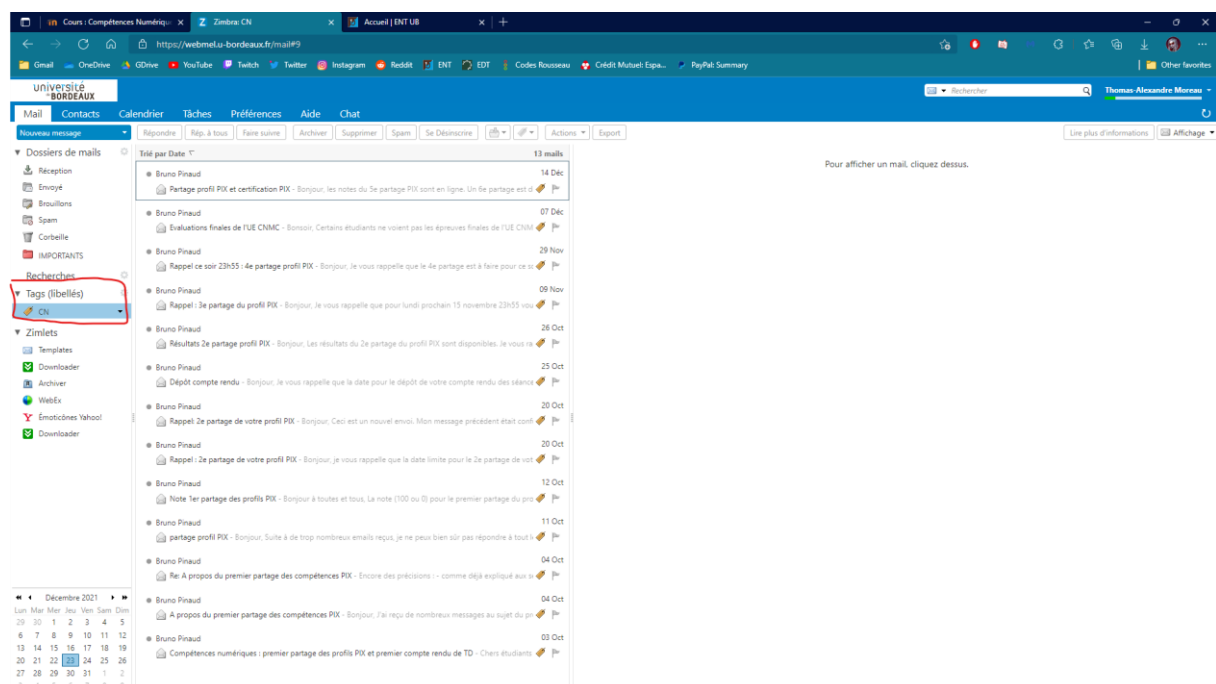 Cours : Compétences Numériqu
Zimbra: CN
Accueil | ENT UB
https://webmel.u-bordeaux.fr/mail#9
Gmail OneDrive GDrive YouTube Twitch Twitter Instagram Reddit ENT EDT Codes Rousseau Crédit Mutuel: Espa... PayPal: Summary Other favorites
université
de BORDEAUX
Rechercher
Thomas-Alexandre Moreau
Mail Contacts Calendrier Tâches Préférences Aide Chat
Nouveau message Répondre Rép. à tous Faire suivre Archiver Supprimer Spam Se Désinscrire Actions Export Lire plus d'informations Affichage
Dossiers de mails
Réception
Envoyé
Brouillons
Spam
Corbeille
IMPORTANTS
Recherches
Tags (libellés)
CN
Zimlets
Templates
Downloader
Archiver
WebEx
Émoticônes Yahoo!
Downloader
Décembre 2021
Lun Mar Mer Jeu Ven Sam Dim
29 30 1 2 3 4 5
6 7 8 9 10 11 12
13 14 15 16 17 18 19
20 21 22 23 24 25 26
27 28 29 30 31 1 2
Trié par Date 13 mails
Bruno Pinaud 14 Déc
Partage profil PIX et certification PIX - Bonjour, les notes du 5e partage PIX sont en ligne. Un 6e partage est d
Bruno Pinaud 07 Déc
Evaluations finales de l'UE CNMC - Bonsoir, Certains étudiants ne voient pas les épreuves finales de l'UE CNM
Bruno Pinaud 29 Nov
Rappel ce soir 23h55 : 4e partage profil PIX - Bonjour, Je vous rappelle que le 4e partage est à faire pour ce so
Bruno Pinaud 09 Nov
Rappel : 3e partage du profil PIX - Bonjour, Je vous rappelle que pour lundi prochain 15 novembre 23h55 vou
Bruno Pinaud 26 Oct
Résultats 2e partage profil PIX - Bonjour, Les résultats du 2e partage du profil PIX sont disponibles. Je vous ra
Bruno Pinaud 25 Oct
Dépôt compte rendu - Bonjour, Je vous rappelle que la date pour le dépôt de votre compte rendu des séance
Bruno Pinaud 20 Oct
Rappel: 2e partage de votre profil PIX - Bonjour, Ceci est un nouvel envoi. Mon message précédent était conf
Bruno Pinaud 20 Oct
Rappel : 2e partage de votre profil PIX - Bonjour, je vous rappelle que la date limite pour le 2e partage de vot
Bruno Pinaud 12 Oct
Note 1er partage des profils PIX - Bonjour à toutes et tous, La note (100 ou 0) pour le premier partage du pro
Bruno Pinaud 11 Oct
partage profil PIX - Bonjour, Suite à de trop nombreux emails reçus, je ne peux bien sûr pas répondre à tout l
Bruno Pinaud 04 Oct
Re: A propos du premier partage des compétences PIX - Encore des précisions : - comme déjà expliqué aux
Bruno Pinaud 04 Oct
A propos du premier partage des compétences PIX - Bonjour, J'ai reçu de nombreux messages au sujet du pr
Bruno Pinaud 03 Oct
Compétences numériques : premier partage des profils PIX et premier compte rendu de TD - Chers étudiants
Pour afficher un mail, cliquez dessus.